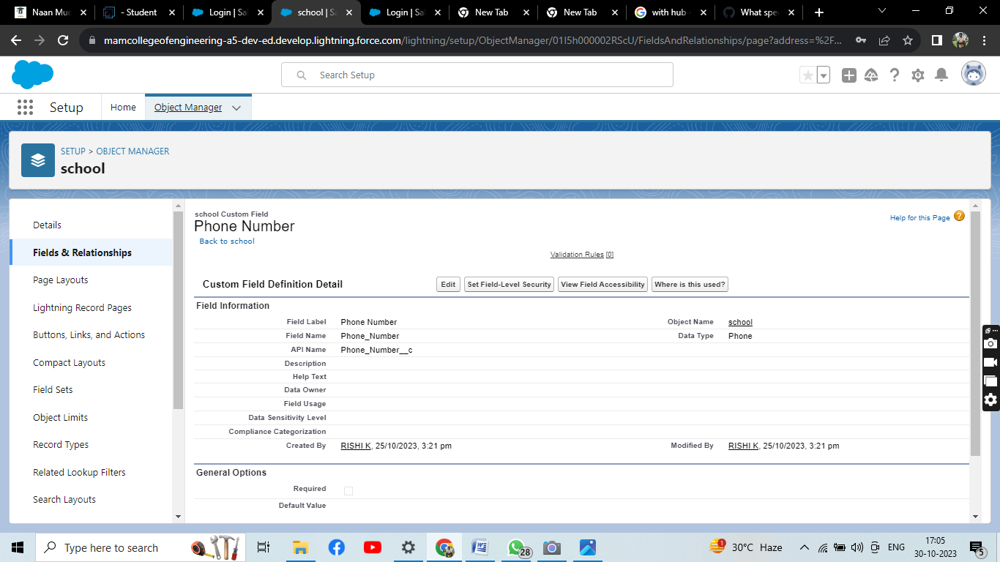 Naan Mud
- Student
Login | Sal
school | Sa
Login | Sal
New Tab
New Tab
with hub -
What spec
mamcollegeofengineering-a5-dev-ed.develop.lightning.force.com/lightning/setup/ObjectManager/01I5h000002RScU/FieldsAndRelationships/page?address=%2F...
Search Setup
Setup
Home
Object Manager
SETUP > OBJECT MANAGER
school
Details
Fields & Relationships
Page Layouts
Lightning Record Pages
Buttons, Links, and Actions
Compact Layouts
Field Sets
Object Limits
Record Types
Related Lookup Filters
Search Layouts
school Custom Field
Phone Number
Back to school
Help for this Page
Validation Rules [0]
Custom Field Definition Detail
Edit
Set Field-Level Security
View Field Accessibility
Where is this used?
Field Information
Field Label Phone Number
Object Name school
Field Name Phone_Number
Data Type Phone
API Name Phone_Number__c
Description
Help Text
Data Owner
Field Usage
Data Sensitivity Level
Compliance Categorization
Created By RISHI K, 25/10/2023, 3:21 pm
Modified By RISHI K, 25/10/2023, 3:21 pm
General Options
Required
Default Value
Type here to search
28
1
30°C Haze
ENG
17:05
30-10-2023
5